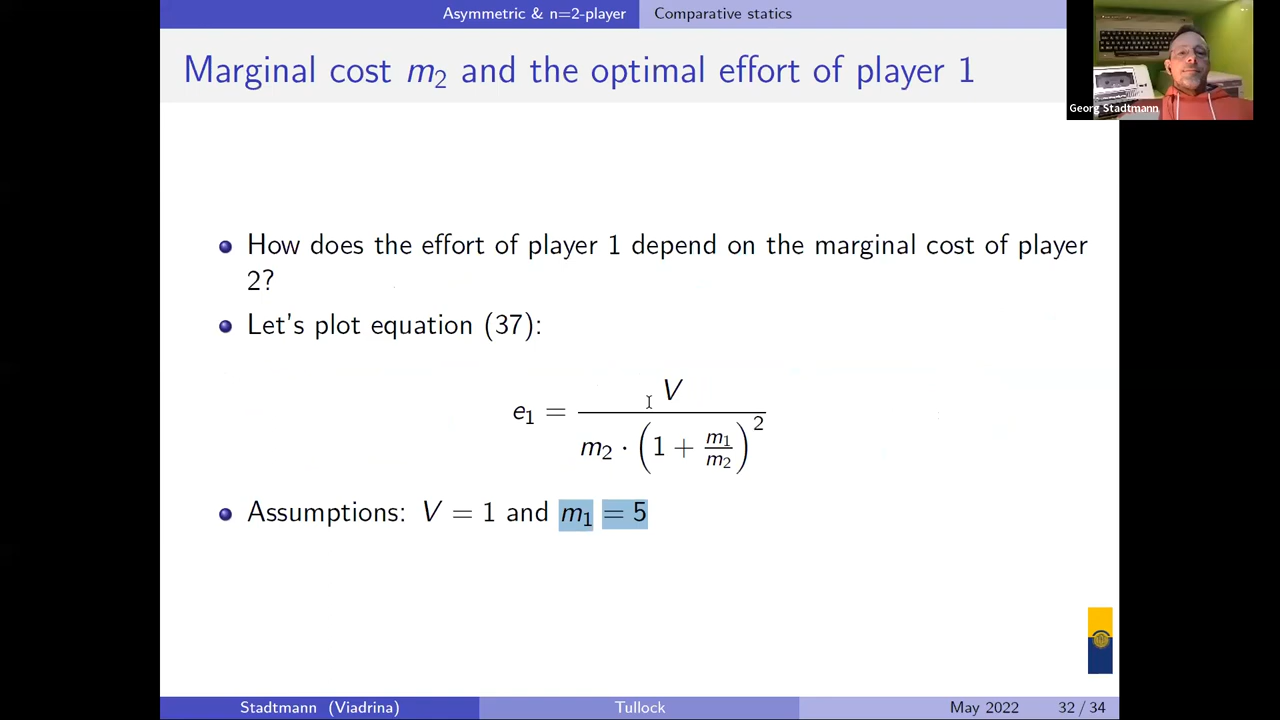 Asymmetric & n=2-player Comparative statics
Marginal cost m₂ and the optimal effort of player 1
Georg Stadtmann
How does the effort of player 1 depend on the marginal cost of player
2?
Let's plot equation (37):
e₁ = V / (m₂ · (1 + m₁/m₂)²)
Assumptions: V = 1 and m₁ = 5
Stadtmann (Viadrina) Tullock May 2022 32 / 34